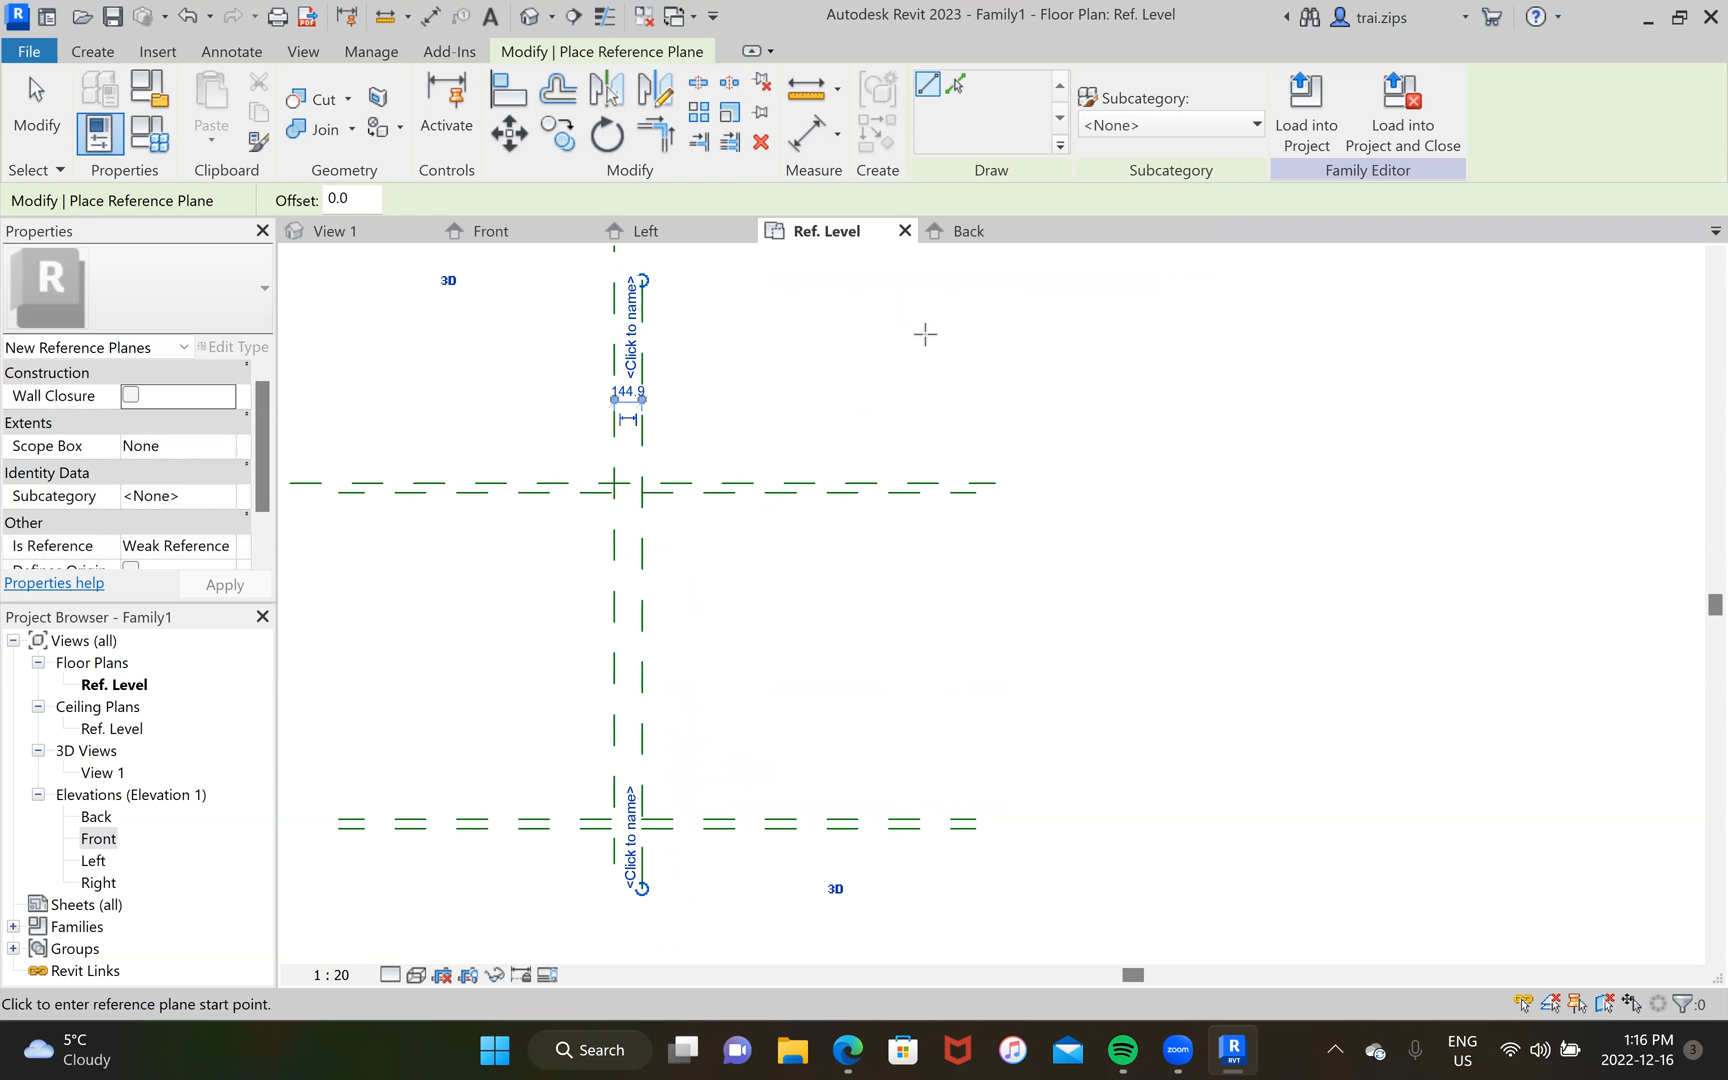 Autodesk Revit 2023 - Family1 - Floor Plan: Ref. Level
trai.zips
File Create Insert Annotate View Manage Add-Ins Modify | Place Reference Plane
Modify
Paste
Cut
Join
Activate
Subcategory:
<None>
Load into Project
Load into Project and Close
Select Properties Clipboard Geometry Controls Modify Measure Create Draw Subcategory Family Editor
Modify | Place Reference Plane Offset: 0.0
Properties
View 1 Front Left Ref. Level Back
R
New Reference Planes Edit Type
Construction
Wall Closure
Extents
Scope Box None
Identity Data
Subcategory <None>
Other
Is Reference Weak Reference
Properties help Apply
3D
<Click to name>
144.9
<Click to name>
3D
Project Browser - Family1
Views (all)
Floor Plans
Ref. Level
Ceiling Plans
Ref. Level
3D Views
View 1
Elevations (Elevation 1)
Back
Front
Left
Right
Sheets (all)
Families
Groups
Revit Links
1 : 20
Click to enter reference plane start point.
:0
5°C
Cloudy
Search
zoom
R
RVT
ENG
US
1:16 PM
2022-12-16
3